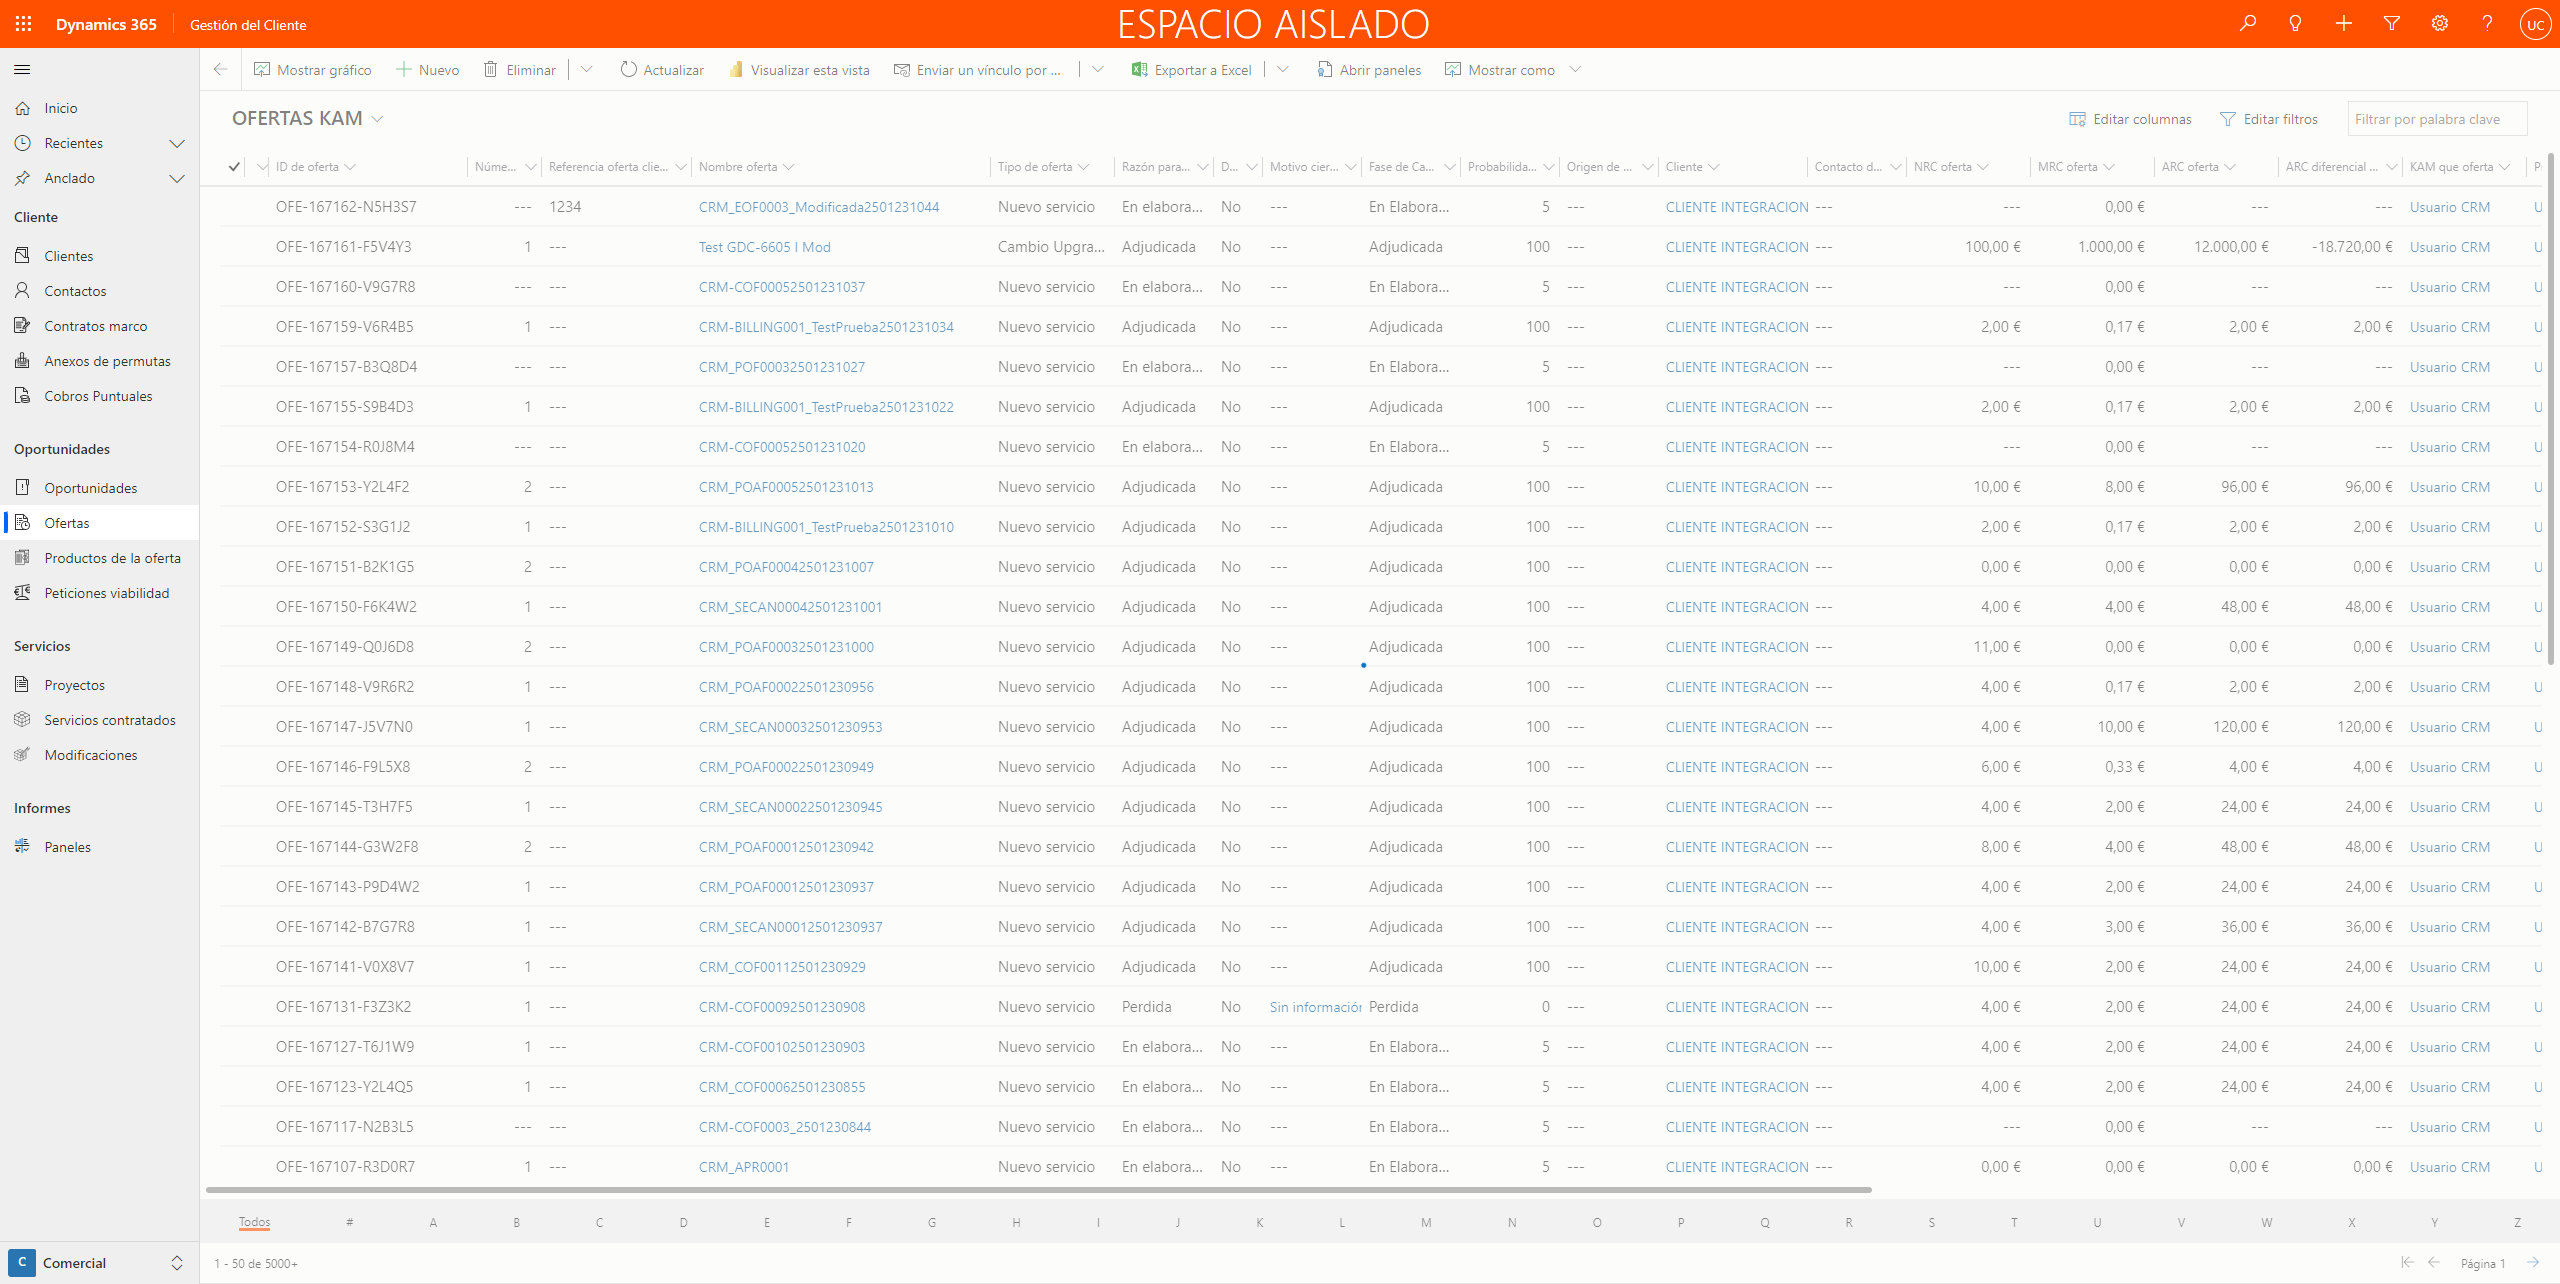 Dynamics 365 Gestión del Cliente ESPACIO AISLADO UC
Mostrar gráfico Nuevo Eliminar Actualizar Visualizar esta vista Enviar un vínculo por ... Exportar a Excel Abrir paneles Mostrar como
Inicio
Recientes
Anclado
Cliente
Clientes
Contactos
Contratos marco
Anexos de permutas
Cobros Puntuales
Oportunidades
Oportunidades
Ofertas
Productos de la oferta
Peticiones viabilidad
Servicios
Proyectos
Servicios contratados
Modificaciones
Informes
Paneles
C Comercial
OFERTAS KAM Editar columnas Editar filtros Filtrar por palabra clave
ID de oferta Núme... Referencia oferta clie... Nombre oferta Tipo de oferta Razón para... D... Motivo cier... Fase de Ca... Probabilida... Origen de ... Cliente Contacto d... NRC oferta MRC oferta ARC oferta ARC diferencial ... KAM que oferta P
OFE-167162-N5H3S7 --- 1234 CRM_EOF0003_Modificada2501231044 Nuevo servicio En elabora... No --- En Elabora... 5 --- CLIENTE INTEGRACION --- --- 0,00 € --- --- Usuario CRM U
OFE-167161-F5V4Y3 1 --- Test GDC-6605 I Mod Cambio Upgra... Adjudicada No --- Adjudicada 100 --- CLIENTE INTEGRACION --- 100,00 € 1.000,00 € 12.000,00 € -18.720,00 € Usuario CRM U
OFE-167160-V9G7R8 --- --- CRM-COF00052501231037 Nuevo servicio En elabora... No --- En Elabora... 5 --- CLIENTE INTEGRACION --- --- 0,00 € --- --- Usuario CRM U
OFE-167159-V6R4B5 1 --- CRM-BILLING001_TestPrueba2501231034 Nuevo servicio Adjudicada No --- Adjudicada 100 --- CLIENTE INTEGRACION --- 2,00 € 0,17 € 2,00 € 2,00 € Usuario CRM U
OFE-167157-B3Q8D4 --- --- CRM_POF00032501231027 Nuevo servicio En elabora... No --- En Elabora... 5 --- CLIENTE INTEGRACION --- --- 0,00 € --- --- Usuario CRM U
OFE-167155-S9B4D3 1 --- CRM-BILLING001_TestPrueba2501231022 Nuevo servicio Adjudicada No --- Adjudicada 100 --- CLIENTE INTEGRACION --- 2,00 € 0,17 € 2,00 € 2,00 € Usuario CRM U
OFE-167154-R0J8M4 --- --- CRM-COF00052501231020 Nuevo servicio En elabora... No --- En Elabora... 5 --- CLIENTE INTEGRACION --- --- 0,00 € --- --- Usuario CRM U
OFE-167153-Y2L4F2 2 --- CRM_POAF00052501231013 Nuevo servicio Adjudicada No --- Adjudicada 100 --- CLIENTE INTEGRACION --- 10,00 € 8,00 € 96,00 € 96,00 € Usuario CRM U
OFE-167152-S3G1J2 1 --- CRM-BILLING001_TestPrueba2501231010 Nuevo servicio Adjudicada No --- Adjudicada 100 --- CLIENTE INTEGRACION --- 2,00 € 0,17 € 2,00 € 2,00 € Usuario CRM U
OFE-167151-B2K1G5 2 --- CRM_POAF00042501231007 Nuevo servicio Adjudicada No --- Adjudicada 100 --- CLIENTE INTEGRACION --- 0,00 € 0,00 € 0,00 € 0,00 € Usuario CRM U
OFE-167150-F6K4W2 1 --- CRM_SECAN00042501231001 Nuevo servicio Adjudicada No --- Adjudicada 100 --- CLIENTE INTEGRACION --- 4,00 € 4,00 € 48,00 € 48,00 € Usuario CRM U
OFE-167149-Q0J6D8 2 --- CRM_POAF00032501231000 Nuevo servicio Adjudicada No --- Adjudicada 100 --- CLIENTE INTEGRACION --- 11,00 € 0,00 € 0,00 € 0,00 € Usuario CRM U
OFE-167148-V9R6R2 1 --- CRM_POAF00022501230956 Nuevo servicio Adjudicada No --- Adjudicada 100 --- CLIENTE INTEGRACION --- 4,00 € 0,17 € 2,00 € 2,00 € Usuario CRM U
OFE-167147-J5V7N0 1 --- CRM_SECAN00032501230953 Nuevo servicio Adjudicada No --- Adjudicada 100 --- CLIENTE INTEGRACION --- 4,00 € 10,00 € 120,00 € 120,00 € Usuario CRM U
OFE-167146-F9L5X8 2 --- CRM_POAF00022501230949 Nuevo servicio Adjudicada No --- Adjudicada 100 --- CLIENTE INTEGRACION --- 6,00 € 0,33 € 4,00 € 4,00 € Usuario CRM U
OFE-167145-T3H7F5 1 --- CRM_SECAN00022501230945 Nuevo servicio Adjudicada No --- Adjudicada 100 --- CLIENTE INTEGRACION --- 4,00 € 2,00 € 24,00 € 24,00 € Usuario CRM U
OFE-167144-G3W2F8 2 --- CRM_POAF00012501230942 Nuevo servicio Adjudicada No --- Adjudicada 100 --- CLIENTE INTEGRACION --- 8,00 € 4,00 € 48,00 € 48,00 € Usuario CRM U
OFE-167143-P9D4W2 1 --- CRM_POAF00012501230937 Nuevo servicio Adjudicada No --- Adjudicada 100 --- CLIENTE INTEGRACION --- 4,00 € 2,00 € 24,00 € 24,00 € Usuario CRM U
OFE-167142-B7G7R8 1 --- CRM_SECAN00012501230937 Nuevo servicio Adjudicada No --- Adjudicada 100 --- CLIENTE INTEGRACION --- 4,00 € 3,00 € 36,00 € 36,00 € Usuario CRM U
OFE-167141-V0X8V7 1 --- CRM_COF00112501230929 Nuevo servicio Adjudicada No --- Adjudicada 100 --- CLIENTE INTEGRACION --- 10,00 € 2,00 € 24,00 € 24,00 € Usuario CRM U
OFE-167131-F3Z3K2 1 --- CRM-COF00092501230908 Nuevo servicio Perdida No Sin información Perdida 0 --- CLIENTE INTEGRACION --- 4,00 € 2,00 € 24,00 € 24,00 € Usuario CRM U
OFE-167127-T6J1W9 1 --- CRM-COF00102501230903 Nuevo servicio En elabora... No --- En Elabora... 5 --- CLIENTE INTEGRACION --- 4,00 € 2,00 € 24,00 € 24,00 € Usuario CRM U
OFE-167123-Y2L4Q5 1 --- CRM_COF00062501230855 Nuevo servicio En elabora... No --- En Elabora... 5 --- CLIENTE INTEGRACION --- 4,00 € 2,00 € 24,00 € 24,00 € Usuario CRM U
OFE-167117-N2B3L5 --- --- CRM-COF0003_2501230844 Nuevo servicio En elabora... No --- En Elabora... 5 --- CLIENTE INTEGRACION --- --- 0,00 € --- --- Usuario CRM U
OFE-167107-R3D0R7 1 --- CRM_APR0001 Nuevo servicio En elabora... No --- En Elabora... 5 --- CLIENTE INTEGRACION --- 0,00 € 0,00 € 0,00 € 0,00 € Usuario CRM U
Todos # A B C D E F G H I J K L M N O P Q R S T U V W X Y Z
1 - 50 de 5000+ Página 1